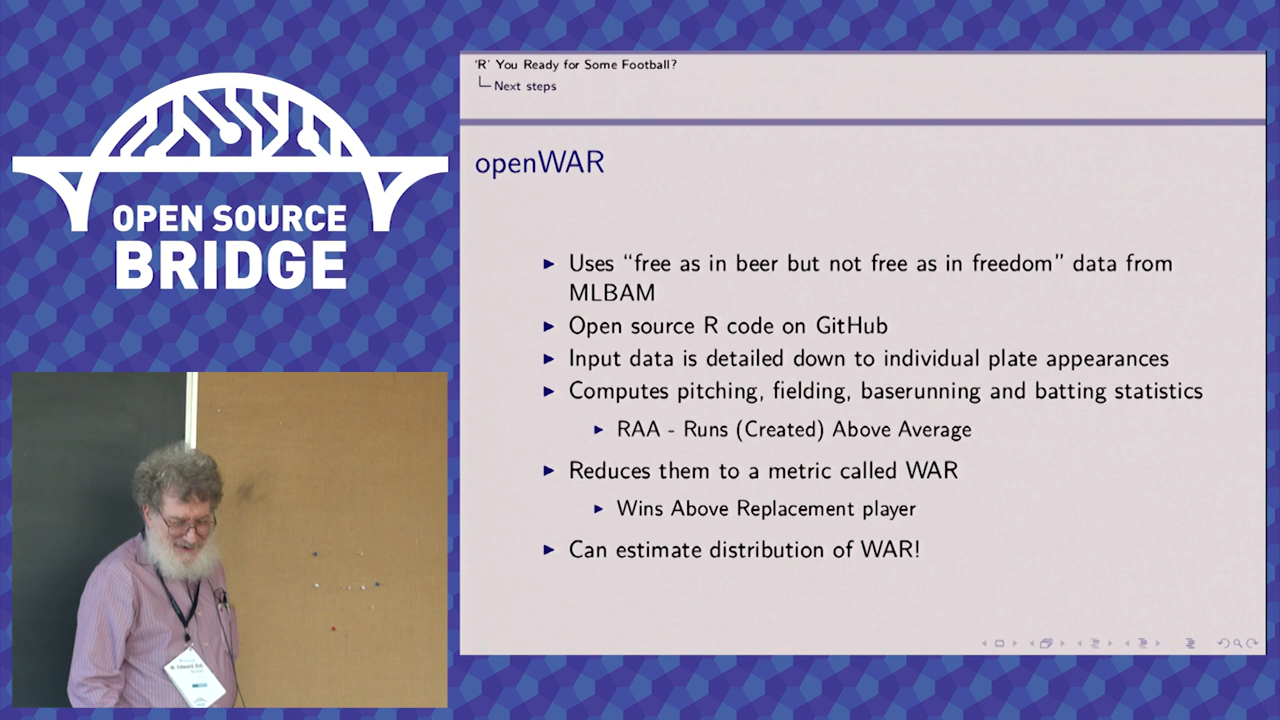 OPEN SOURCE
BRIDGE
'R' You Ready for Some Football?
Next steps
openWAR
Uses “free as in beer but not free as in freedom” data from
MLBAM
Open source R code on GitHub
Input data is detailed down to individual plate appearances
Computes pitching, fielding, baserunning and batting statistics
RAA - Runs (Created) Above Average
Reduces them to a metric called WAR
Wins Above Replacement player
Can estimate distribution of WAR!